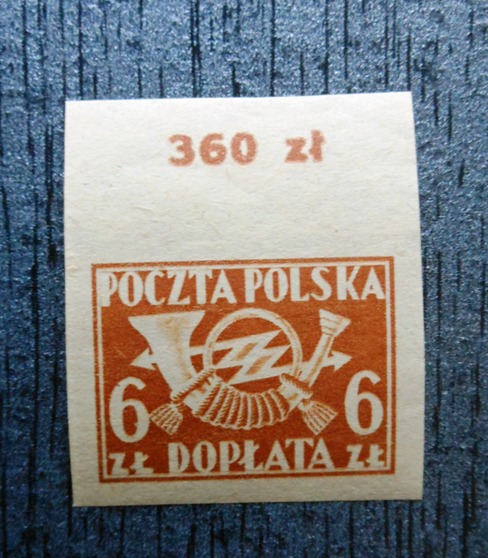 360 zł
POCZTA POLSKA
6 6
ZŁ DOPŁATA ZŁ